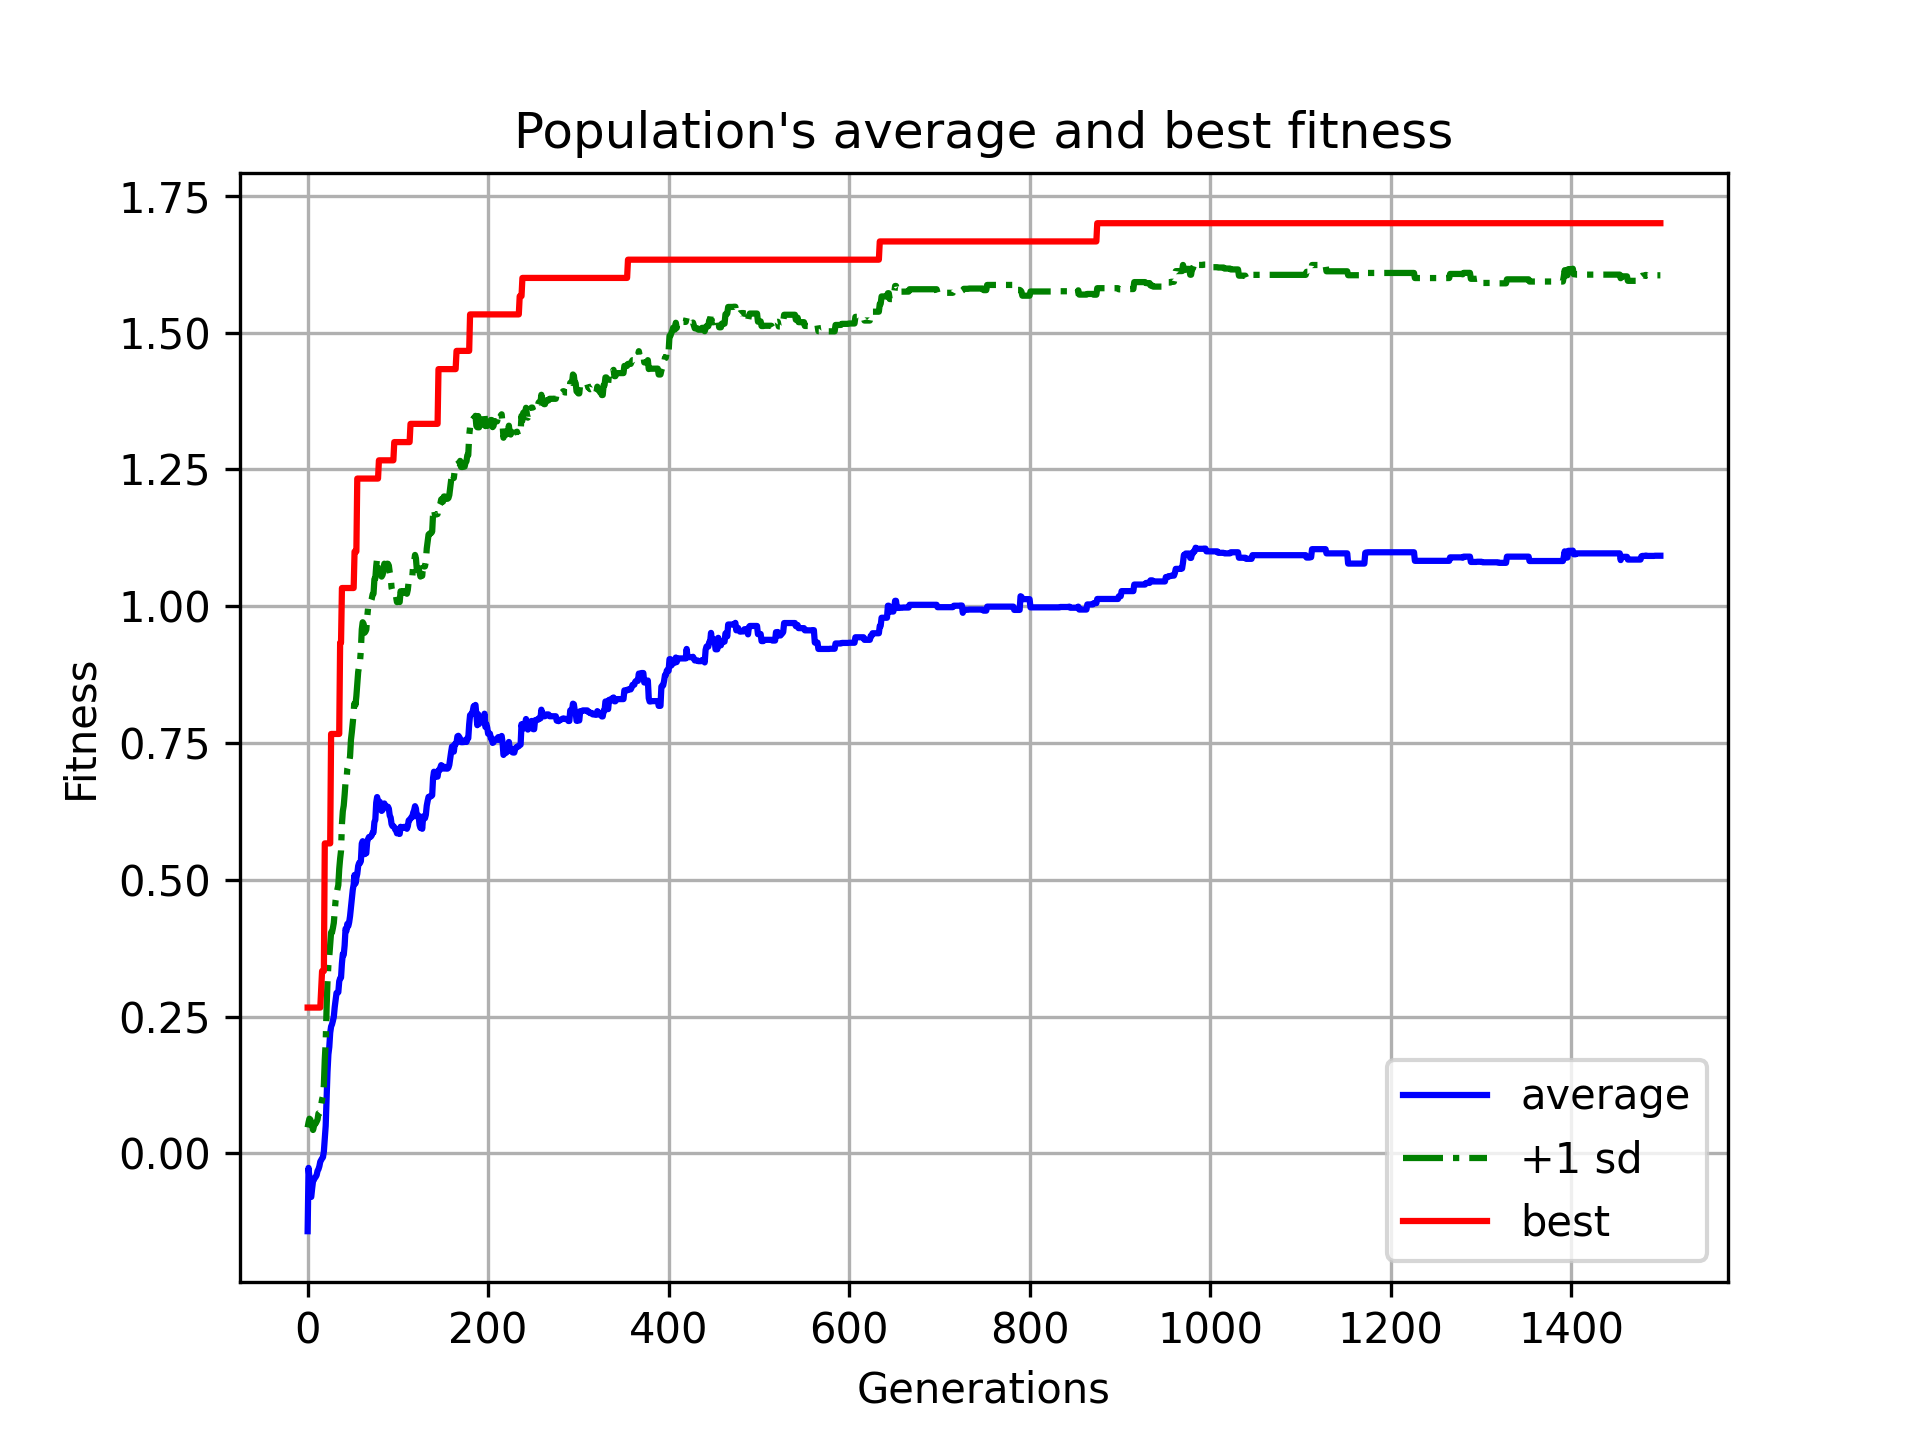 Population's average and best fitness
1.75
1.50
1.25
1.00
0.75
0.50
0.25
0.00
Fitness
average
+1 sd
best
0 200 400 600 800 1000 1200 1400
Generations